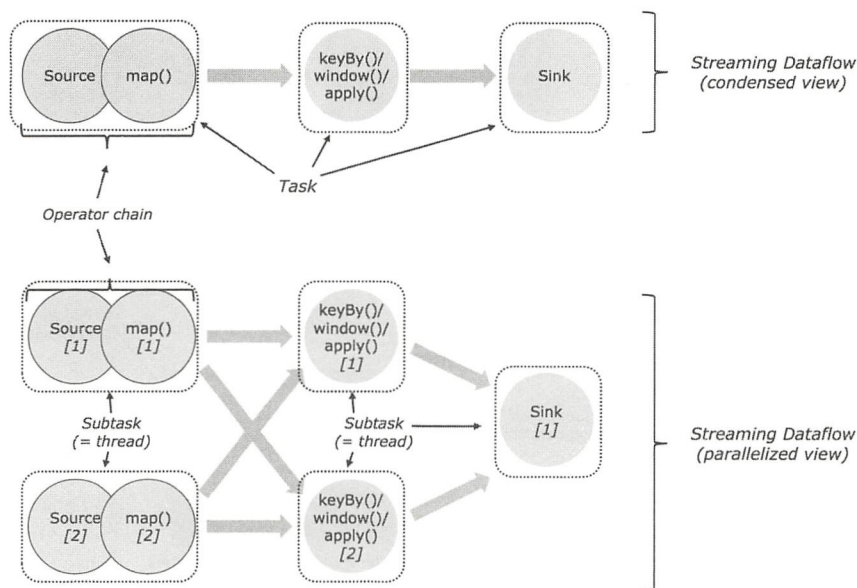 Source
map()
keyBy()/
window()/
apply()
Sink
Streaming Dataflow
(condensed view)
Task
Operator chain
Source
[1]
map()
[1]
keyBy()/
window()/
apply()
[1]
Subtask
(= thread)
Subtask
(= thread)
Sink
[1]
Streaming Dataflow
(parallelized view)
Source
[2]
map()
[2]
keyBy()/
window()/
apply()
[2]